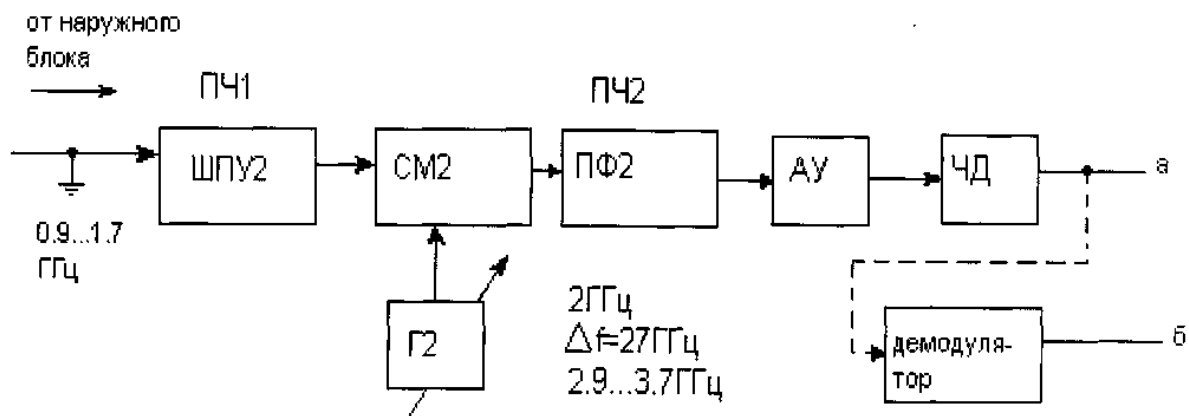 от наружного
блока
ПЧ1
ПЧ2
ШПУ2
СМ2
ПФ2
АУ
ЧД
а
0.9...1.7
ГГц
Г2
2ГГц
△f=27ГГц
2.9...3.7ГГц
демодуля-
тор
б